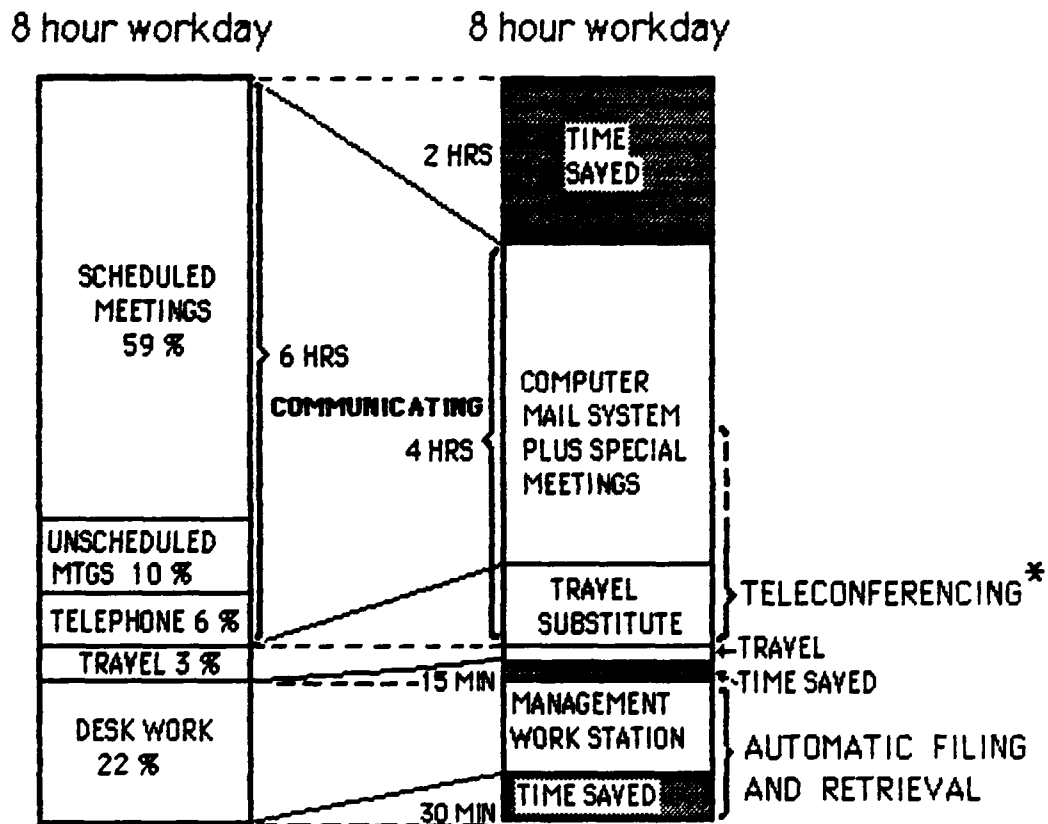 8 hour workday
8 hour workday
SCHEDULED
MEETINGS
59 %
UNSCHEDULED
MTGS 10 %
TELEPHONE 6 %
TRAVEL 3 %
DESK WORK
22 %
2 HRS
6 HRS
COMMUNICATING
4 HRS
15 MIN
30 MIN
TIME
SAVED
COMPUTER
MAIL SYSTEM
PLUS SPECIAL
MEETINGS
TRAVEL
SUBSTITUTE
MANAGEMENT
WORK STATION
TIME SAVED
TELECONFERENCING*
TRAVEL
TIME SAVED
AUTOMATIC FILING
AND RETRIEVAL